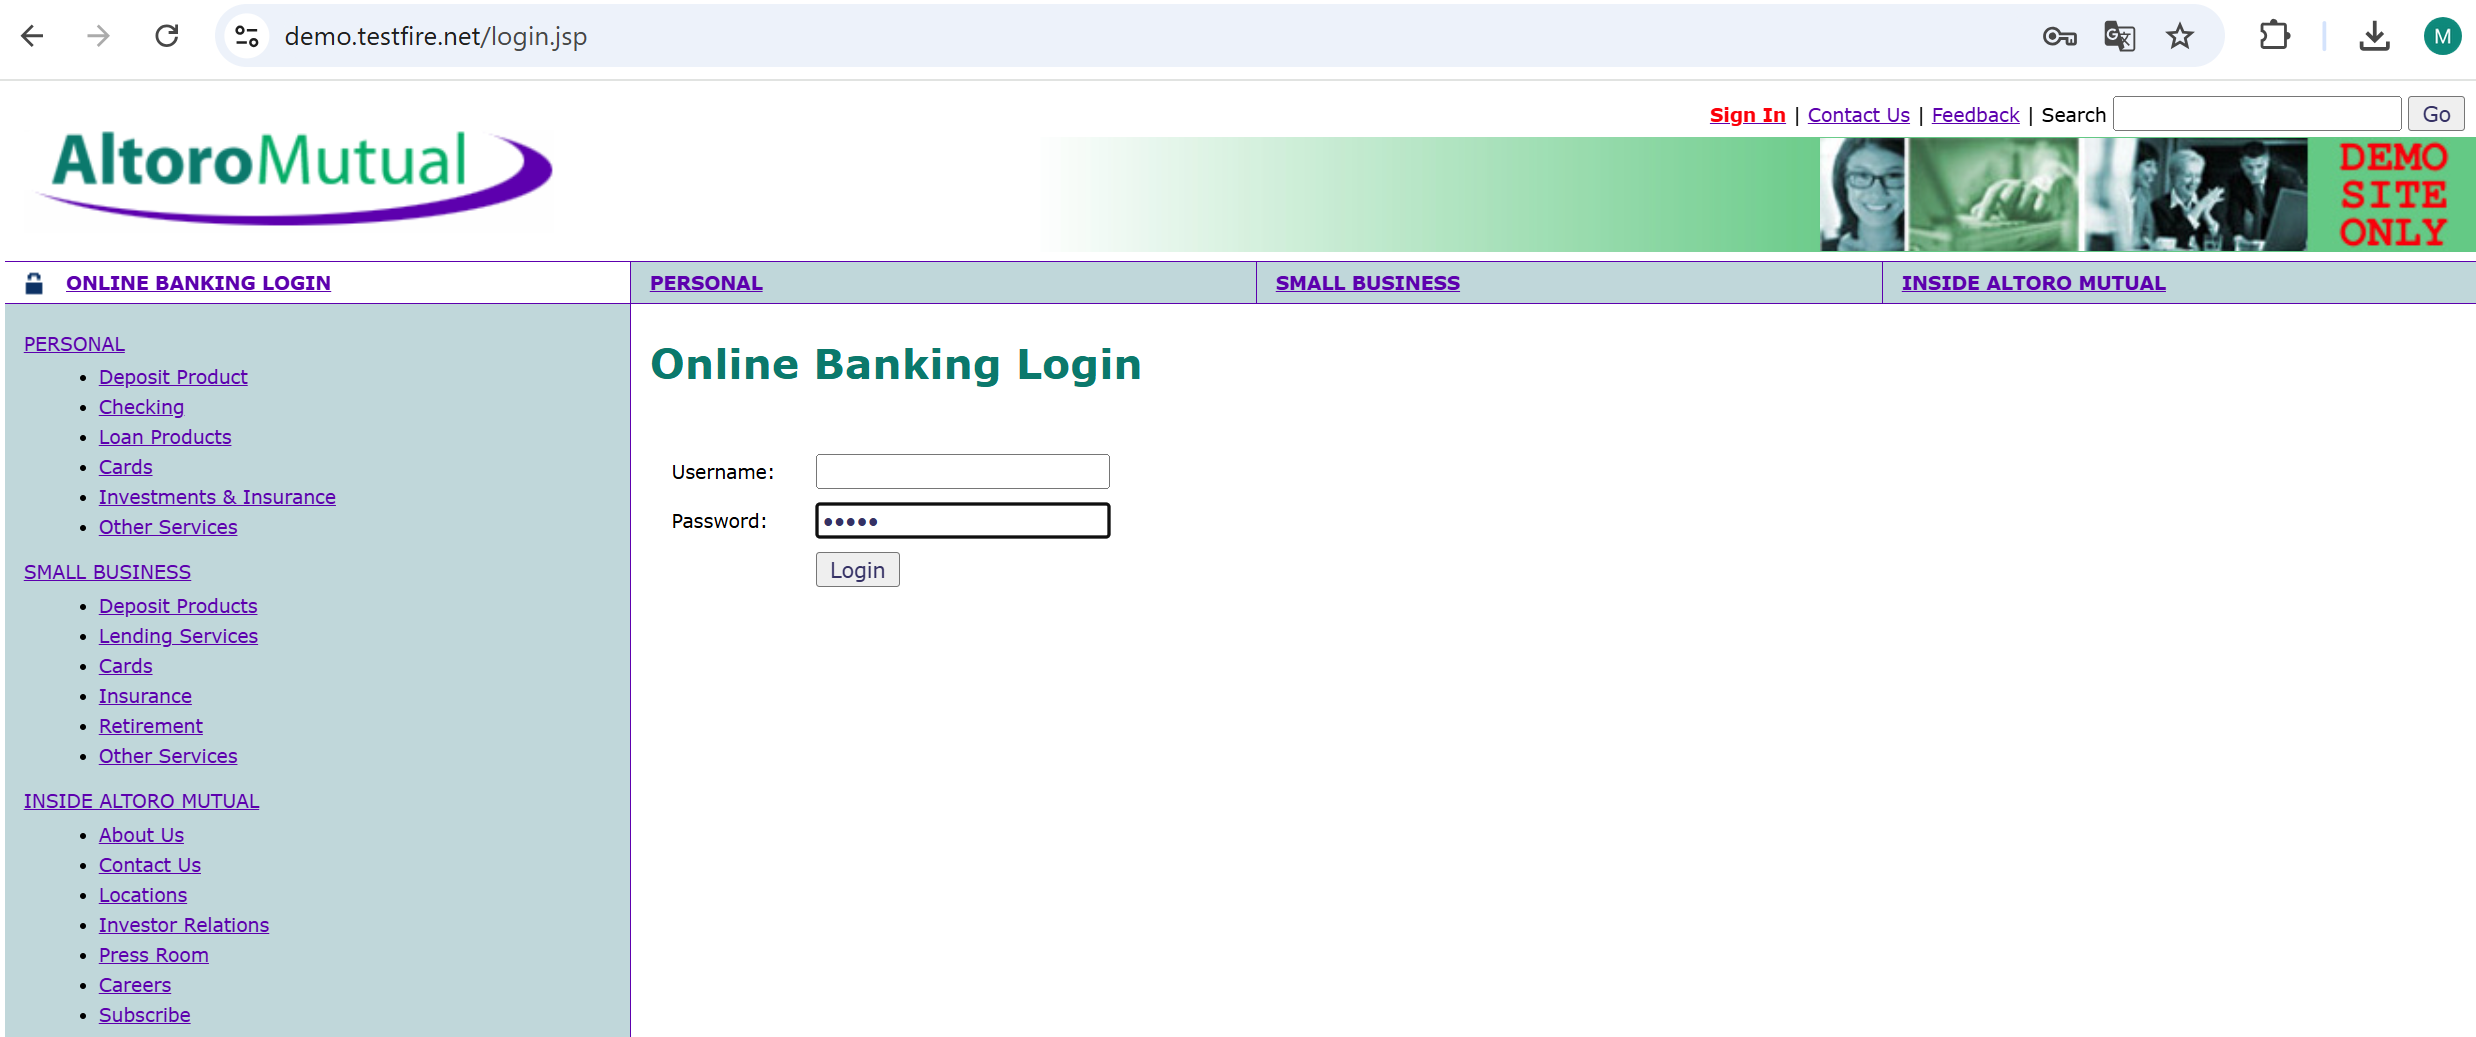 demo.testfire.net/login.jsp
M
Sign In | Contact Us | Feedback | Search Go
AltoroMutual
DEMO
SITE
ONLY
ONLINE BANKING LOGIN
PERSONAL
SMALL BUSINESS
INSIDE ALTORO MUTUAL
PERSONAL
• Deposit Product
• Checking
• Loan Products
• Cards
• Investments & Insurance
• Other Services
SMALL BUSINESS
• Deposit Products
• Lending Services
• Cards
• Insurance
• Retirement
• Other Services
INSIDE ALTORO MUTUAL
• About Us
• Contact Us
• Locations
• Investor Relations
• Press Room
• Careers
• Subscribe
Online Banking Login
Username:
Password: •••••
Login